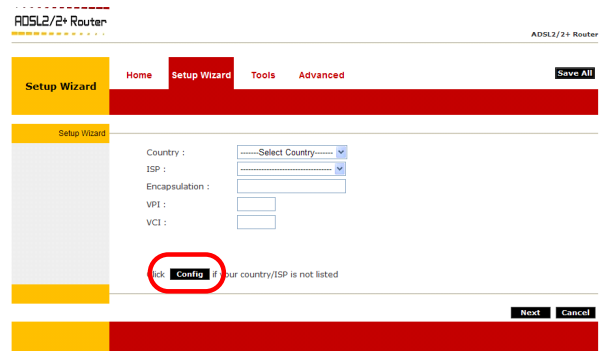 ADSL2/2+ Router
ADSL2/2+ Router
Setup Wizard
Home Setup Wizard Tools Advanced
Save All
Setup Wizard
Country : -------Select Country-------
ISP : ---------------------------------
Encapsulation :
VPI :
VCI :
Click Config if your country/ISP is not listed
Next Cancel